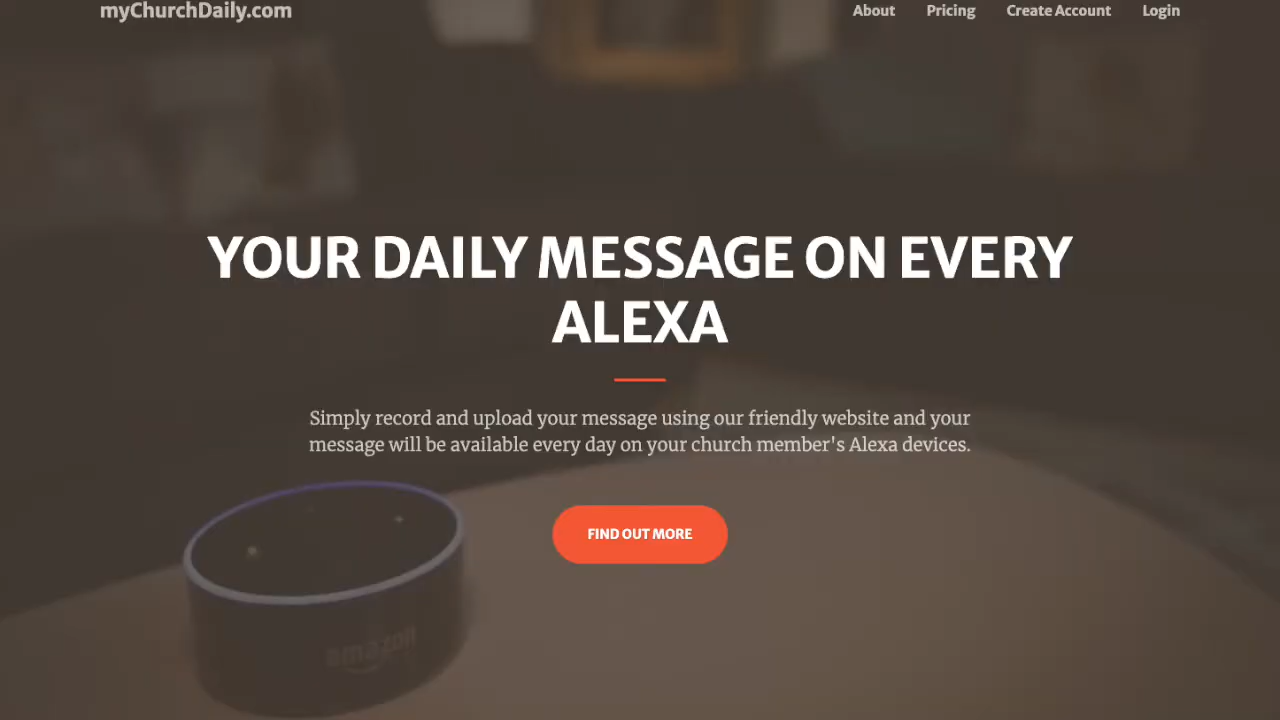 myChurchDaily.com
About
Pricing
Create Account
Login
YOUR DAILY MESSAGE ON EVERY
ALEXA
Simply record and upload your message using our friendly website and your
message will be available every day on your church member's Alexa devices.
FIND OUT MORE
amazon